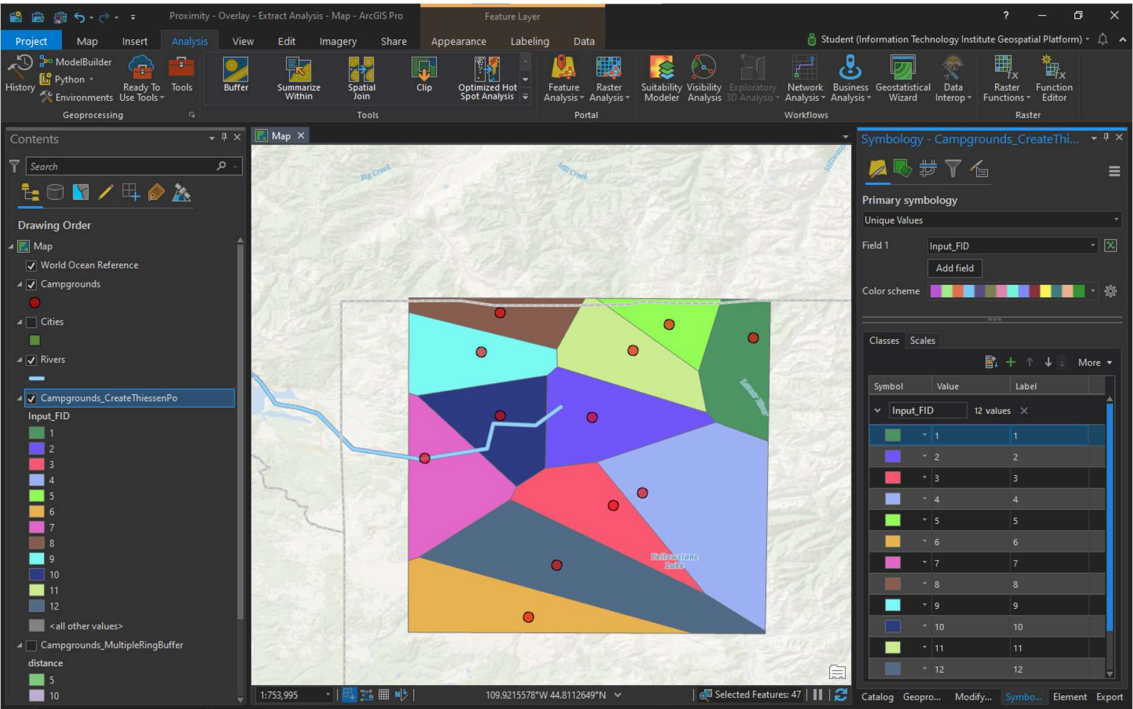 Proximity - Overlay - Extract Analysis - Map - ArcGIS Pro
Feature Layer
?
Project Map Insert Analysis View Edit Imagery Share Appearance Labeling Data
Student (Information Technology Institute Geospatial Platform)
History
ModelBuilder
Python
Environments
Ready To Use Tools
Tools
Buffer
Summarize Within
Spatial Join
Clip
Optimized Hot Spot Analysis
Feature Analysis
Raster Analysis
Suitability Modeler
Visibility Analysis
Exploratory 3D Analysis
Network Analysis
Business Analysis
Geostatistical Wizard
Data Interop
Raster Functions
Function Editor
Geoprocessing Tools Portal Workflows Raster
Contents
Search
Drawing Order
Map
World Ocean Reference
Campgrounds
Cities
Rivers
Campgrounds_CreateThiessenPo
Input_FID
1
2
3
4
5
6
7
8
9
10
11
12
<all other values>
Campgrounds_MultipleRingBuffer
distance
5
10
Map
Big Creek
Mill Creek
Stillwater
Lamar River
Yellowstone
Lake
1:753,995
109.9215578°W 44.8112649°N
Selected Features: 47
Symbology - Campgrounds_CreateThi...
Primary symbology
Unique Values
Field 1 Input_FID
Add field
Color scheme
Classes Scales
More
Symbol Value Label
Input_FID 12 values
1 1
2 2
3 3
4 4
5 5
6 6
7 7
8 8
9 9
10 10
11 11
12 12
Catalog Geopro... Modify... Symbo... Element Export